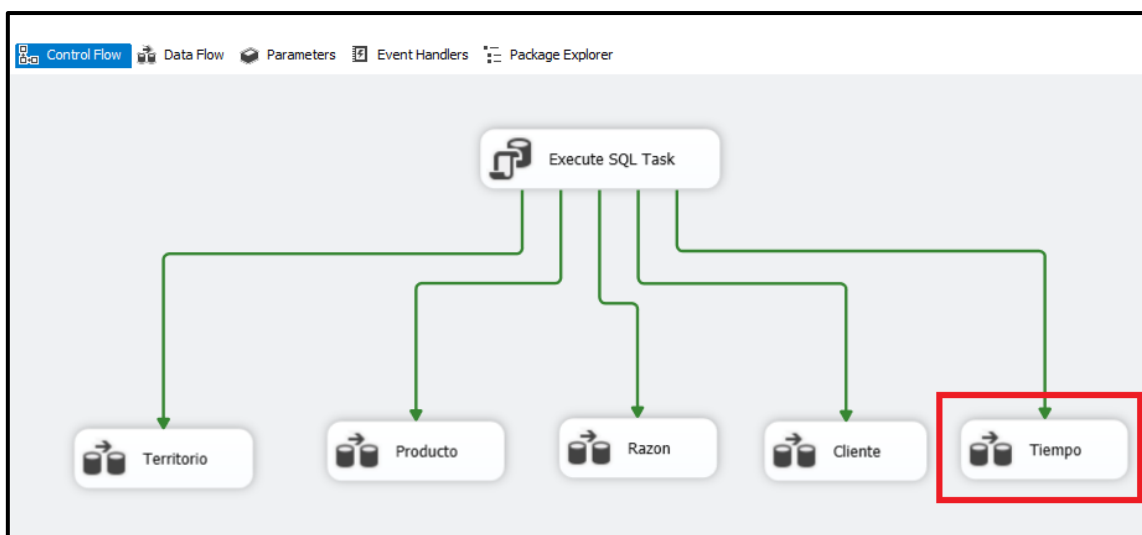 Control Flow Data Flow Parameters Event Handlers Package Explorer
Execute SQL Task
Territorio Producto Razon Cliente Tiempo